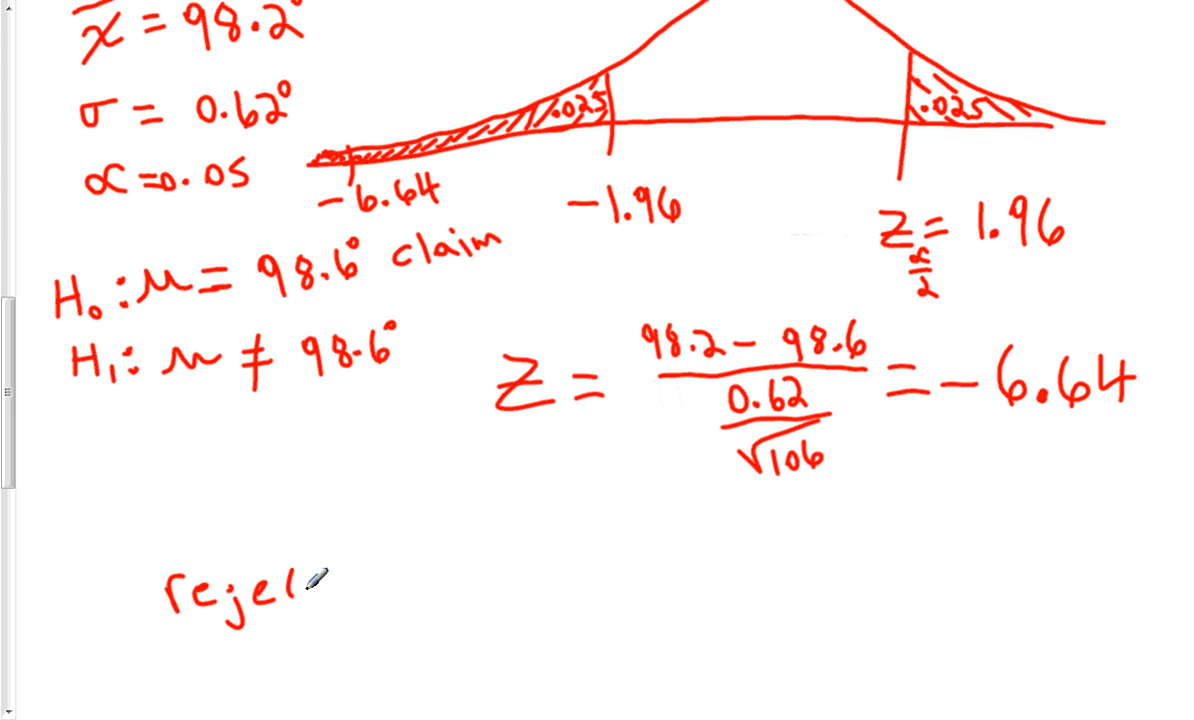 x̄ = 98.2°
σ = 0.62°
α = 0.05
.025
.025
-6.64
-1.96
z α/2 = 1.96
H₀: μ = 98.6° claim
H₁: μ ≠ 98.6°
z = (98.2 - 98.6) / (0.62 / √106) = -6.64
rejec